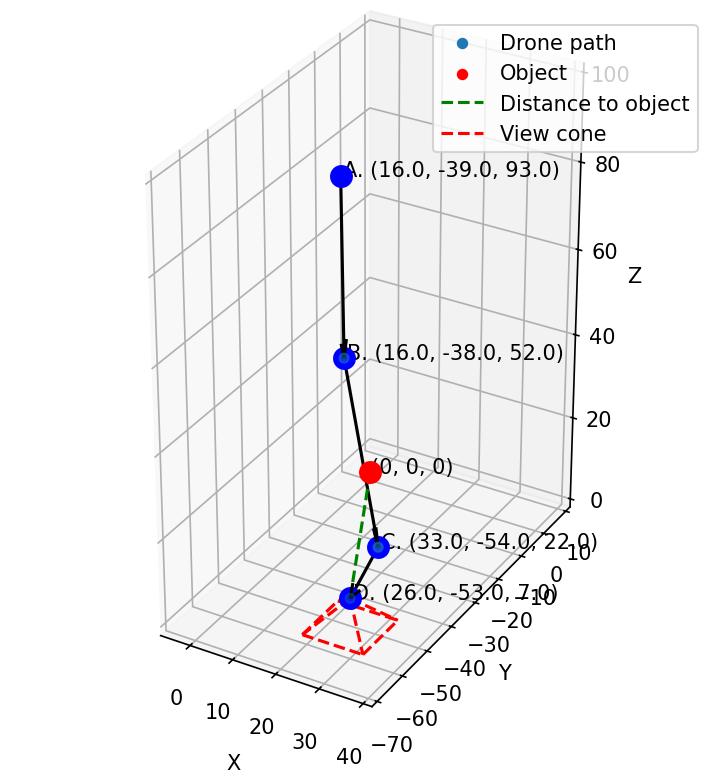 Drone path
Object
Distance to object
View cone
A. (16.0, -39.0, 93.0)
B. (16.0, -38.0, 52.0)
(0, 0, 0)
C. (33.0, -54.0, 22.0)
D. (26.0, -53.0, 7.0)
100
80
60
40
20
0
Z
10
0
−10
−20
−30
−40
−50
−60
−70
Y
0
10
20
30
40
X